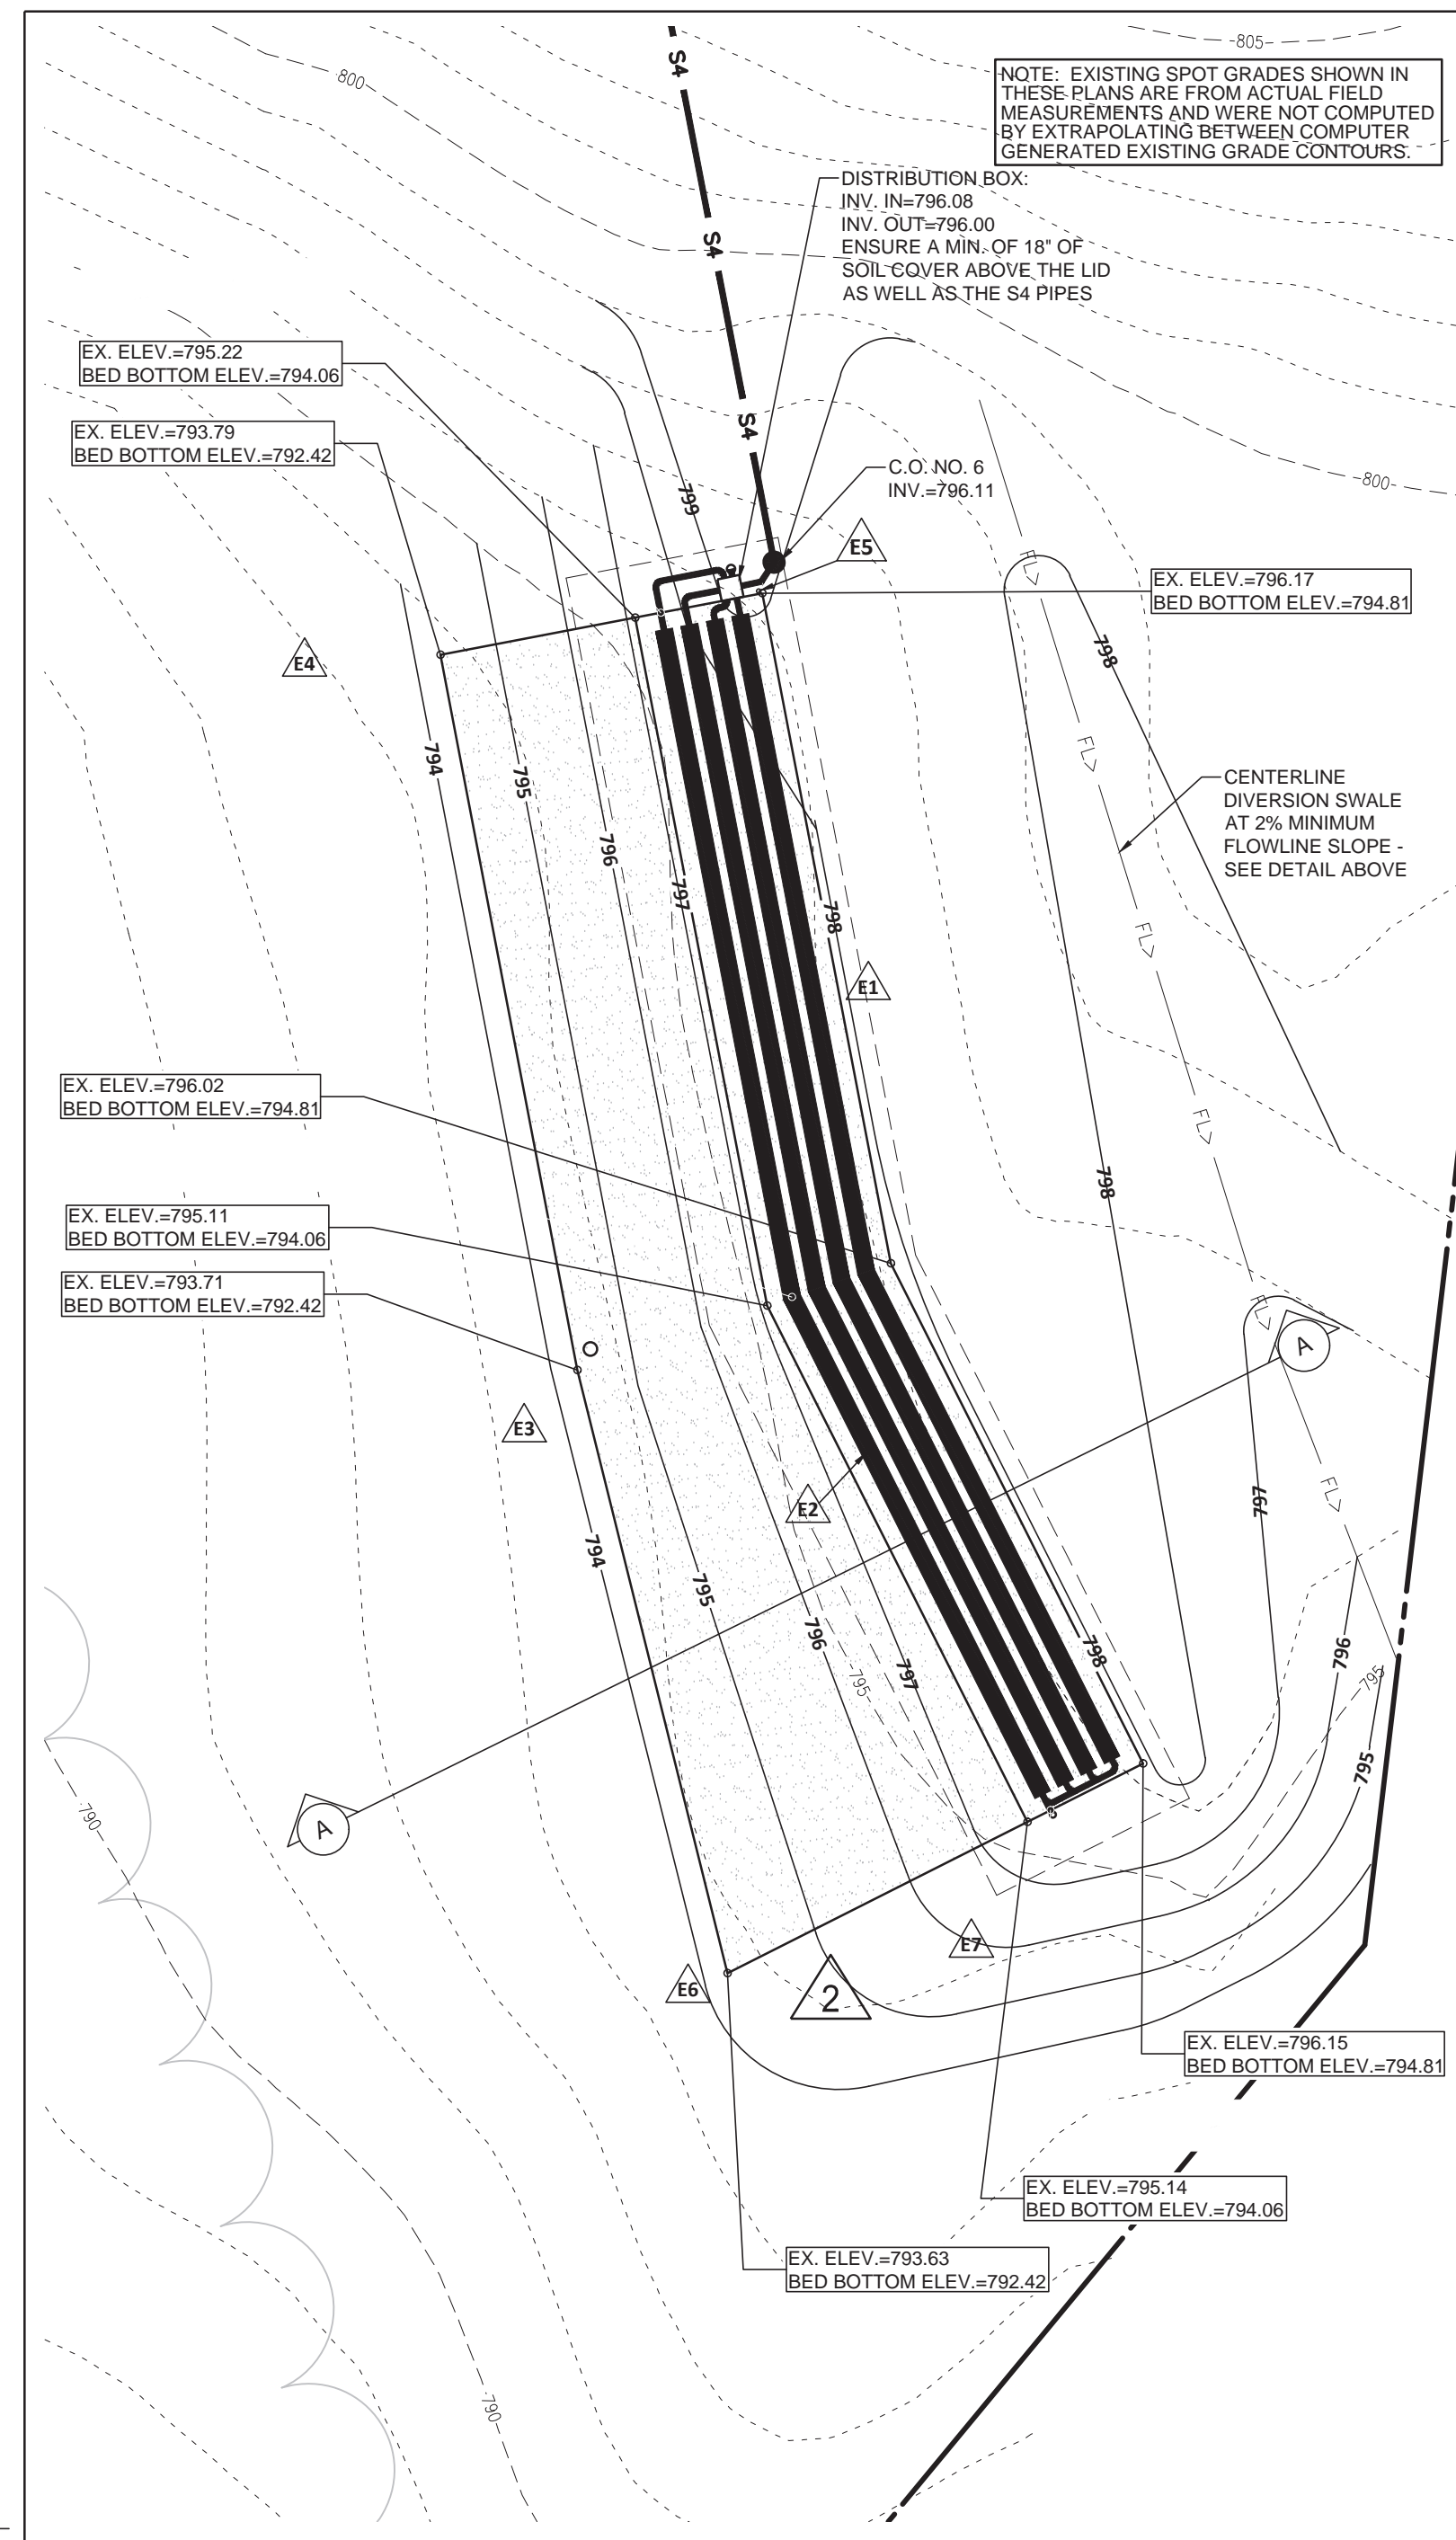 805
NOTE: EXISTING SPOT GRADES SHOWN IN
THESE PLANS ARE FROM ACTUAL FIELD
MEASUREMENTS AND WERE NOT COMPUTED
BY EXTRAPOLATING BETWEEN COMPUTER
GENERATED EXISTING GRADE CONTOURS.
S4
800
DISTRIBUTION BOX:
INV. IN=796.08
INV. OUT=796.00
ENSURE A MIN. OF 18" OF
SOIL COVER ABOVE THE LID
AS WELL AS THE S4 PIPES
S4
EX. ELEV.=795.22
BED BOTTOM ELEV.=794.06
EX. ELEV.=793.79
BED BOTTOM ELEV.=792.42
S4
C.O. NO. 6
INV.=796.11
800
799
E5
FL
EX. ELEV.=796.17
BED BOTTOM ELEV.=794.81
E4
798
794
795
FL
CENTERLINE
DIVERSION SWALE
AT 2% MINIMUM
FLOWLINE SLOPE -
SEE DETAIL ABOVE
796
797
798
FL
E1
EX. ELEV.=796.02
BED BOTTOM ELEV.=794.81
FL
798
EX. ELEV.=795.11
BED BOTTOM ELEV.=794.06
EX. ELEV.=793.71
BED BOTTOM ELEV.=792.42
FL
A
E3
E2
797
FL
794
795
796
795
797
798
796
795
795
790
A
E7
E6
2
EX. ELEV.=796.15
BED BOTTOM ELEV.=794.81
EX. ELEV.=795.14
BED BOTTOM ELEV.=794.06
EX. ELEV.=793.63
BED BOTTOM ELEV.=792.42
790